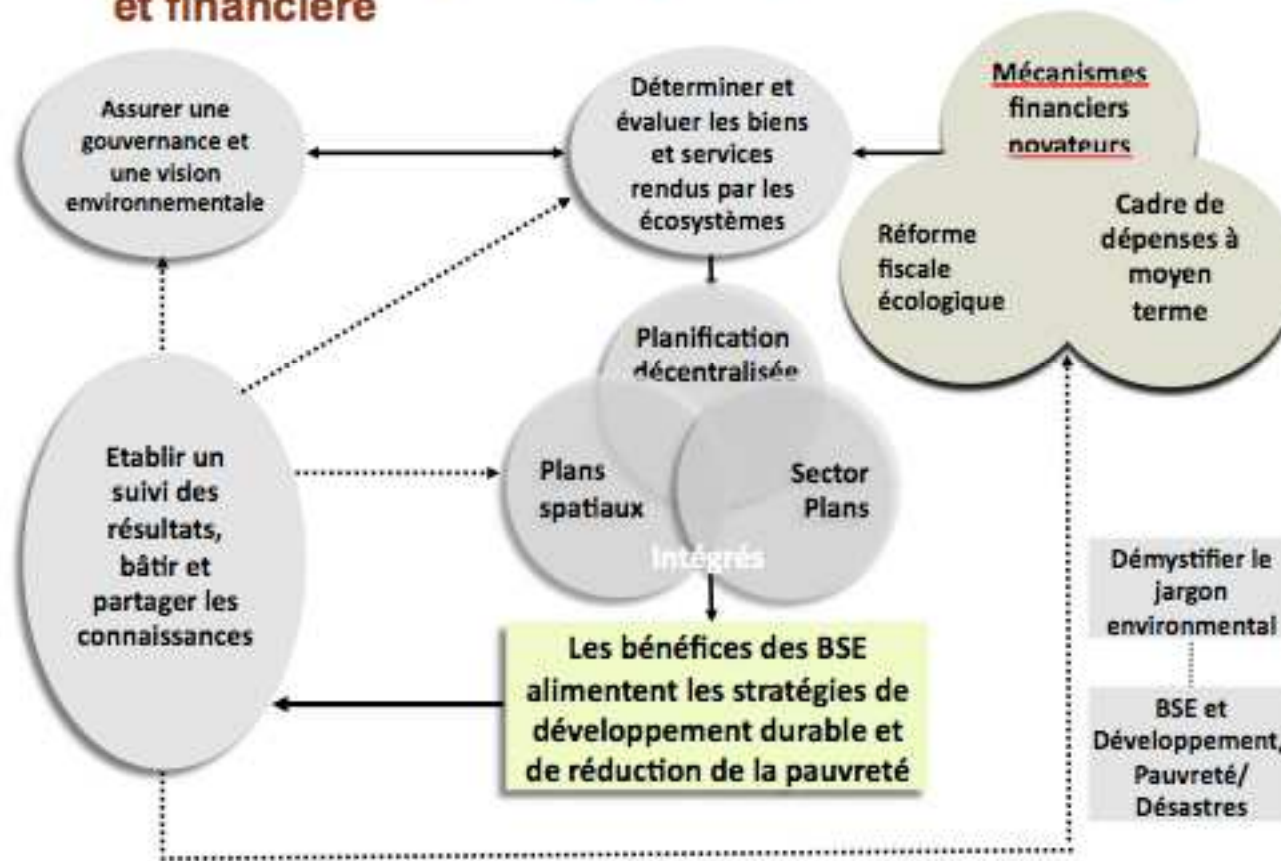 et financière
Assurer une
gouvernance et
une vision
environnementale
Déterminer et
évaluer les biens
et services
rendus par les
écosystèmes
Mécanismes
financiers
novateurs
Réforme
fiscale
écologique
Cadre de
dépenses à
moyen
terme
Planification
décentralisée
Plans
spatiaux
Sector
Plans
Intégrés
Etablir un
suivi des
résultats,
bâtir et
partager les
connaissances
Les bénéfices des BSE
alimentent les stratégies de
développement durable et
de réduction de la pauvreté
Démystifier le
jargon
environmental
BSE et
Développement,
Pauvreté/
Désastres